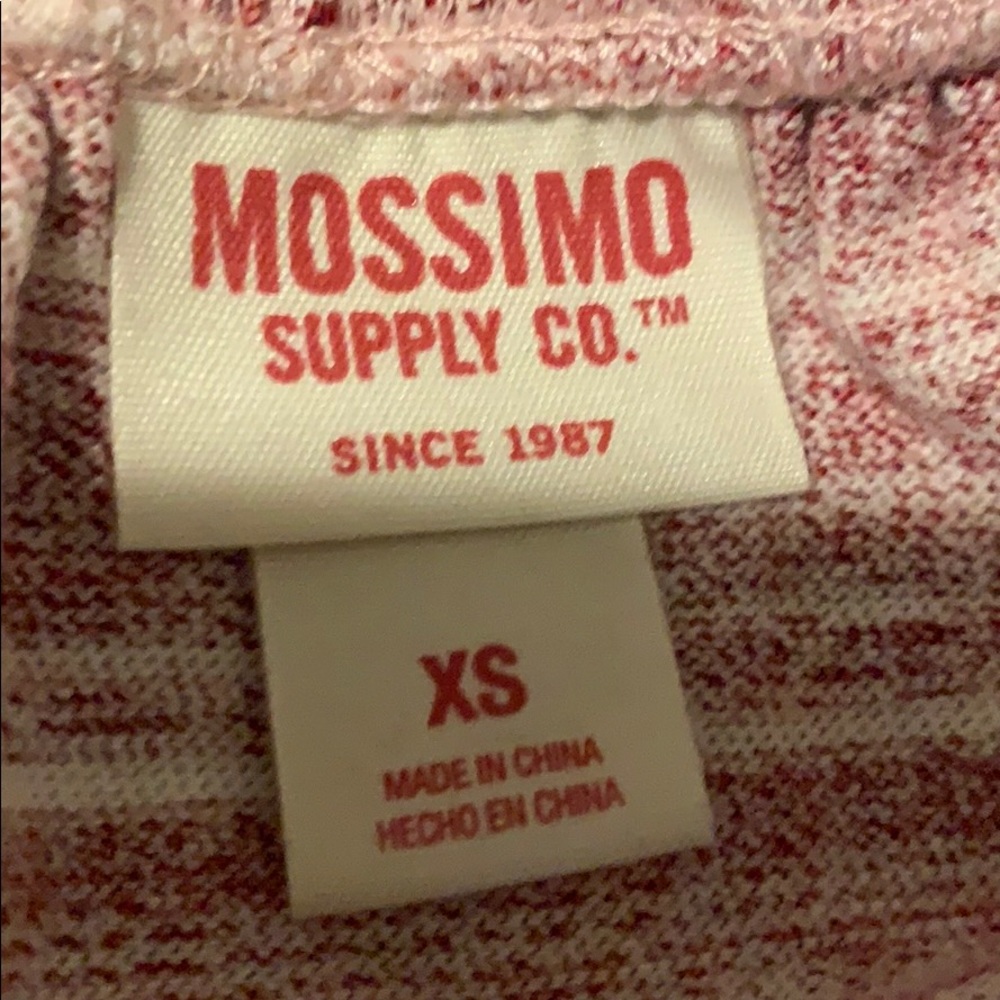 MOSSIMO
SUPPLY CO.™
SINCE 1987
XS
MADE IN CHINA
HECHO EN CHINA